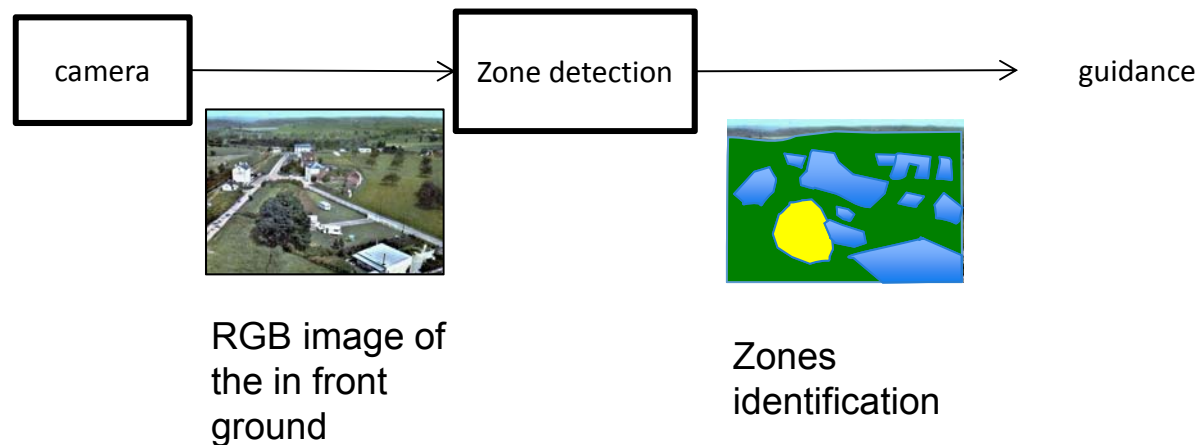 camera
Zone detection
guidance
RGB image of
the in front
ground
Zones
identification